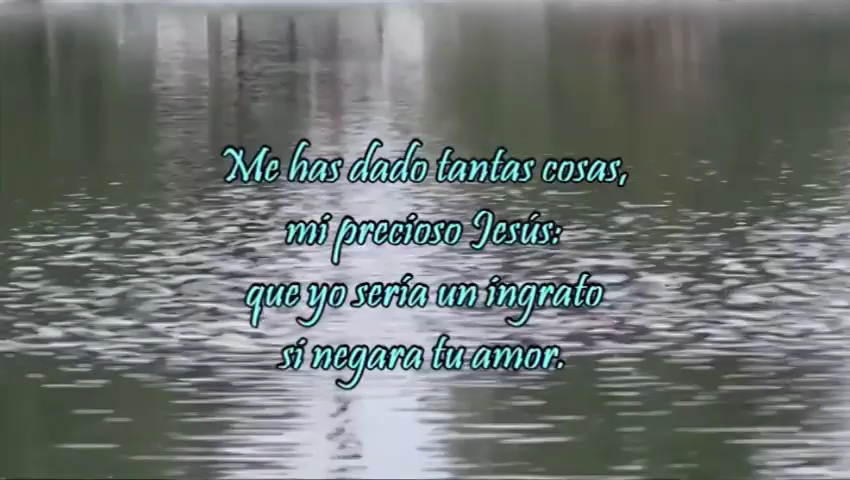 Me has dado tantas cosas,
mi precioso Jesús:
que yo sería un ingrato
si negara tu amor.